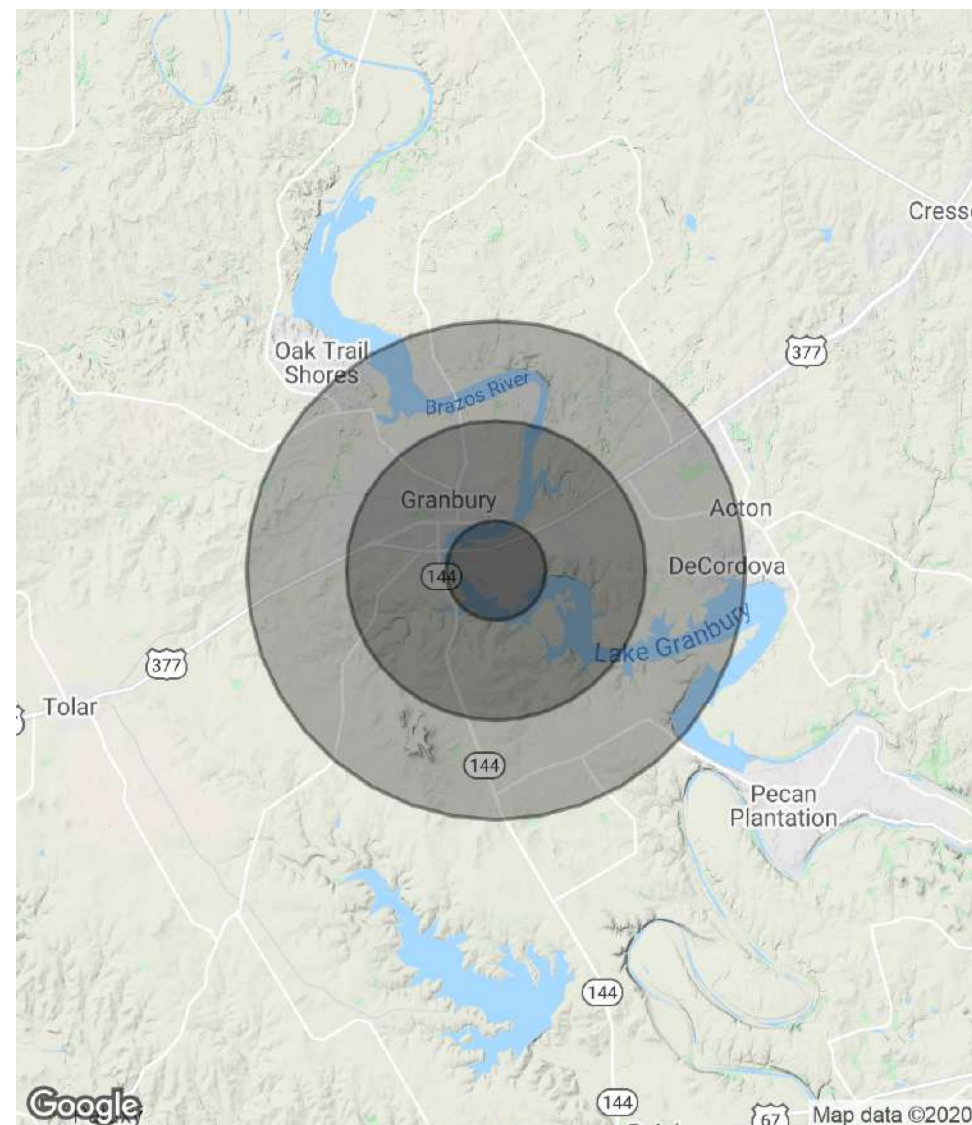 Cress
377
Oak Trail
Shores
Brazos River
Granbury
Acton
DeCordova
144
Lake Granbury
377
Tolar
144
Pecan
Plantation
144
144
67
Google
Map data ©2020